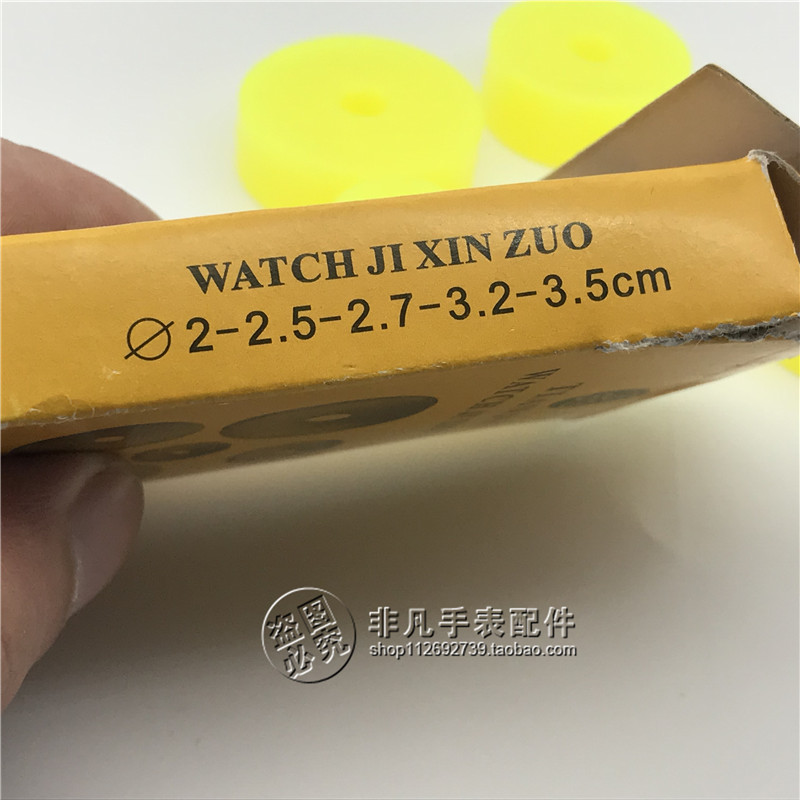 WATCH JI XIN ZUO
∅2-2.5-2.7-3.2-3.5cm
WATCH
盗图
必究
非凡手表配件
shop112692739.taobao.com